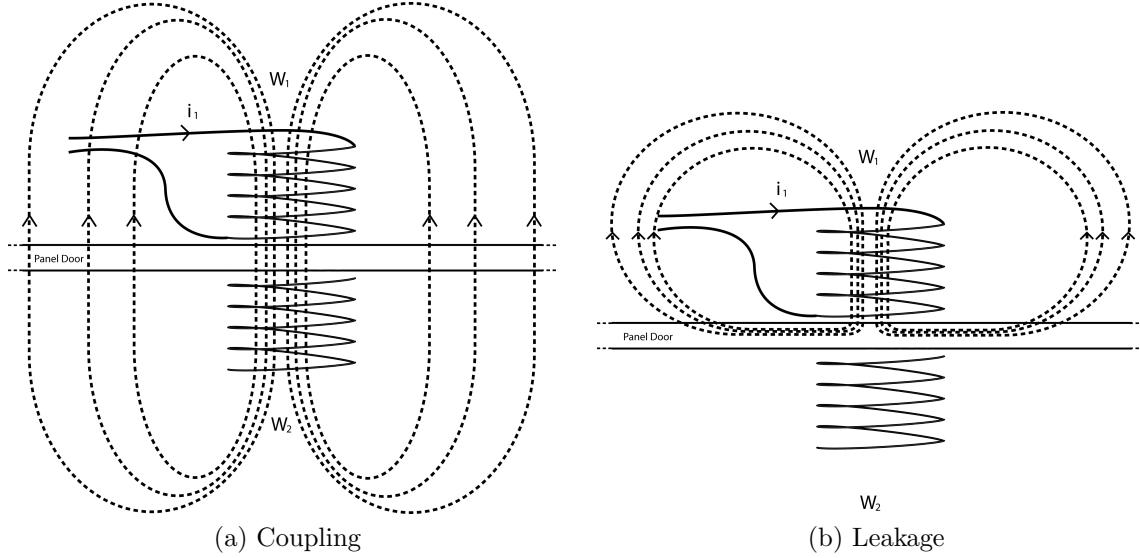 W₁
i₁
Panel Door
W₂
(a) Coupling
W₁
i₁
Panel Door
W₂
(b) Leakage